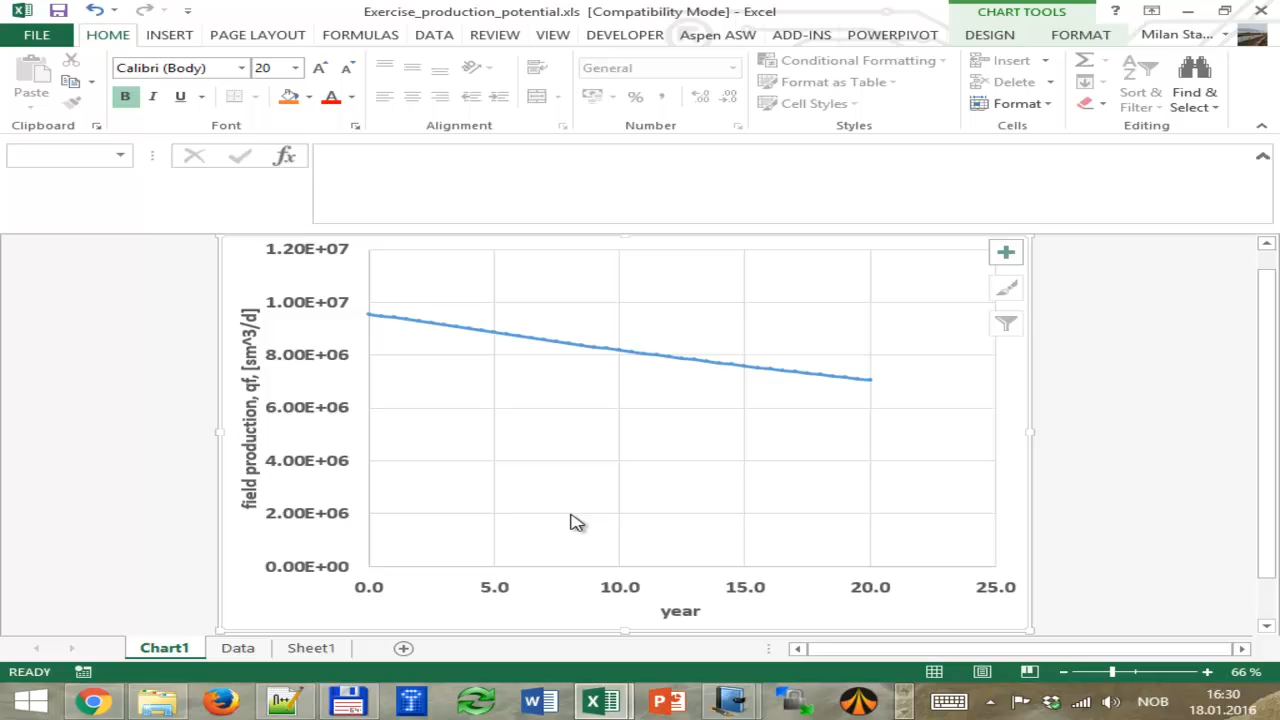 Exercise_production_potential.xls [Compatibility Mode] - Excel
CHART TOOLS
FILE HOME INSERT PAGE LAYOUT FORMULAS DATA REVIEW VIEW DEVELOPER Aspen ASW ADD-INS POWERPIVOT DESIGN FORMAT Milan Sta...
Paste
Calibri (Body) 20
B I U
General
Conditional Formatting
Format as Table
Cell Styles
Insert
Delete
Format
Sort & Filter
Find & Select
Clipboard Font Alignment Number Styles Cells Editing
fx
field production, qf, [sm^3/d]
1.20E+07
1.00E+07
8.00E+06
6.00E+06
4.00E+06
2.00E+06
0.00E+00
0.0 5.0 10.0 15.0 20.0 25.0
year
Chart1 Data Sheet1
READY
66 %
NOB
16:30
18.01.2016